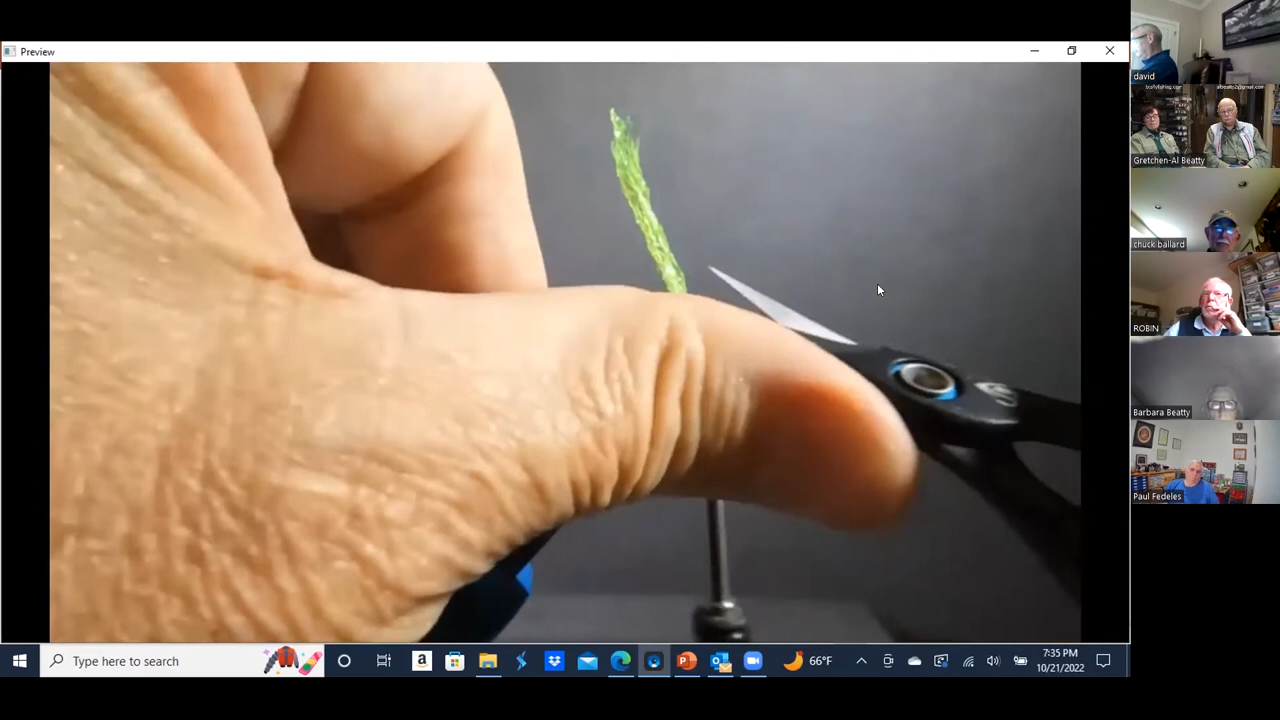 Preview
david
Gretchen-Al Beatty
chuck ballard
ROBIN
Barbara Beatty
Paul Fedeles
Type here to search
66°F
7:35 PM
10/21/2022